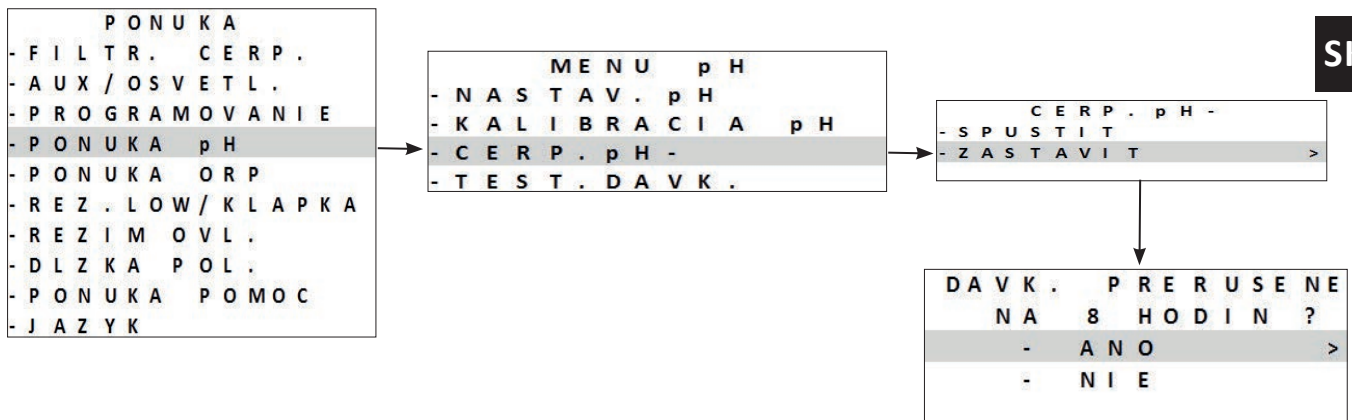 PONUKA
-FILTR. CERP.
-AUX/OSVETL.
-PROGRAMOVANIE
-PONUKA pH
-PONUKA ORP
-REZ.LOW/KLAPKA
-REZIM OVL.
-DLZKA POL.
-PONUKA POMOC
-JAZYK
MENU pH
-NASTAV. pH
-KALIBRACIA pH
-CERP.pH-
-TEST.DAVK.
CERP.pH-
-SPUSTIT
-ZASTAVIT >
DAVK. PRERUSENE
NA 8 HODIN ?
- ANO >
- NIE